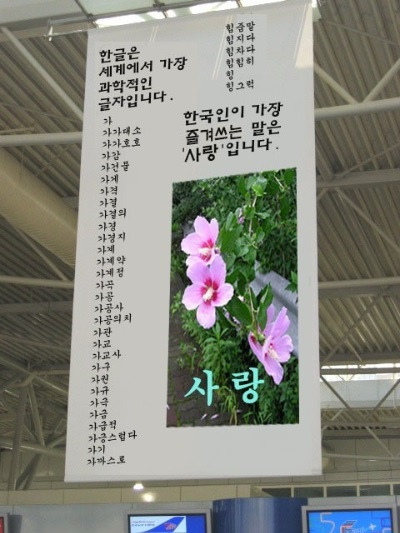 한글은
세계에서 가장
과학적인
글자입니다.
가
가가대소
가가호호
가감
가건물
가게
가격
가결
가결의
가경
가경지
가계
가계약
가계정
가곡
가공
가공사
가공의치
가관
가교
가교사
가구
가권
가규
가극
가금
가급적
가긍스럽다
가기
가까스로
힘줌말
힘지다
힘차다
힘힘히
힝
힝그럭
한국인이 가장
즐겨쓰는 말은
'사랑'입니다.
사랑